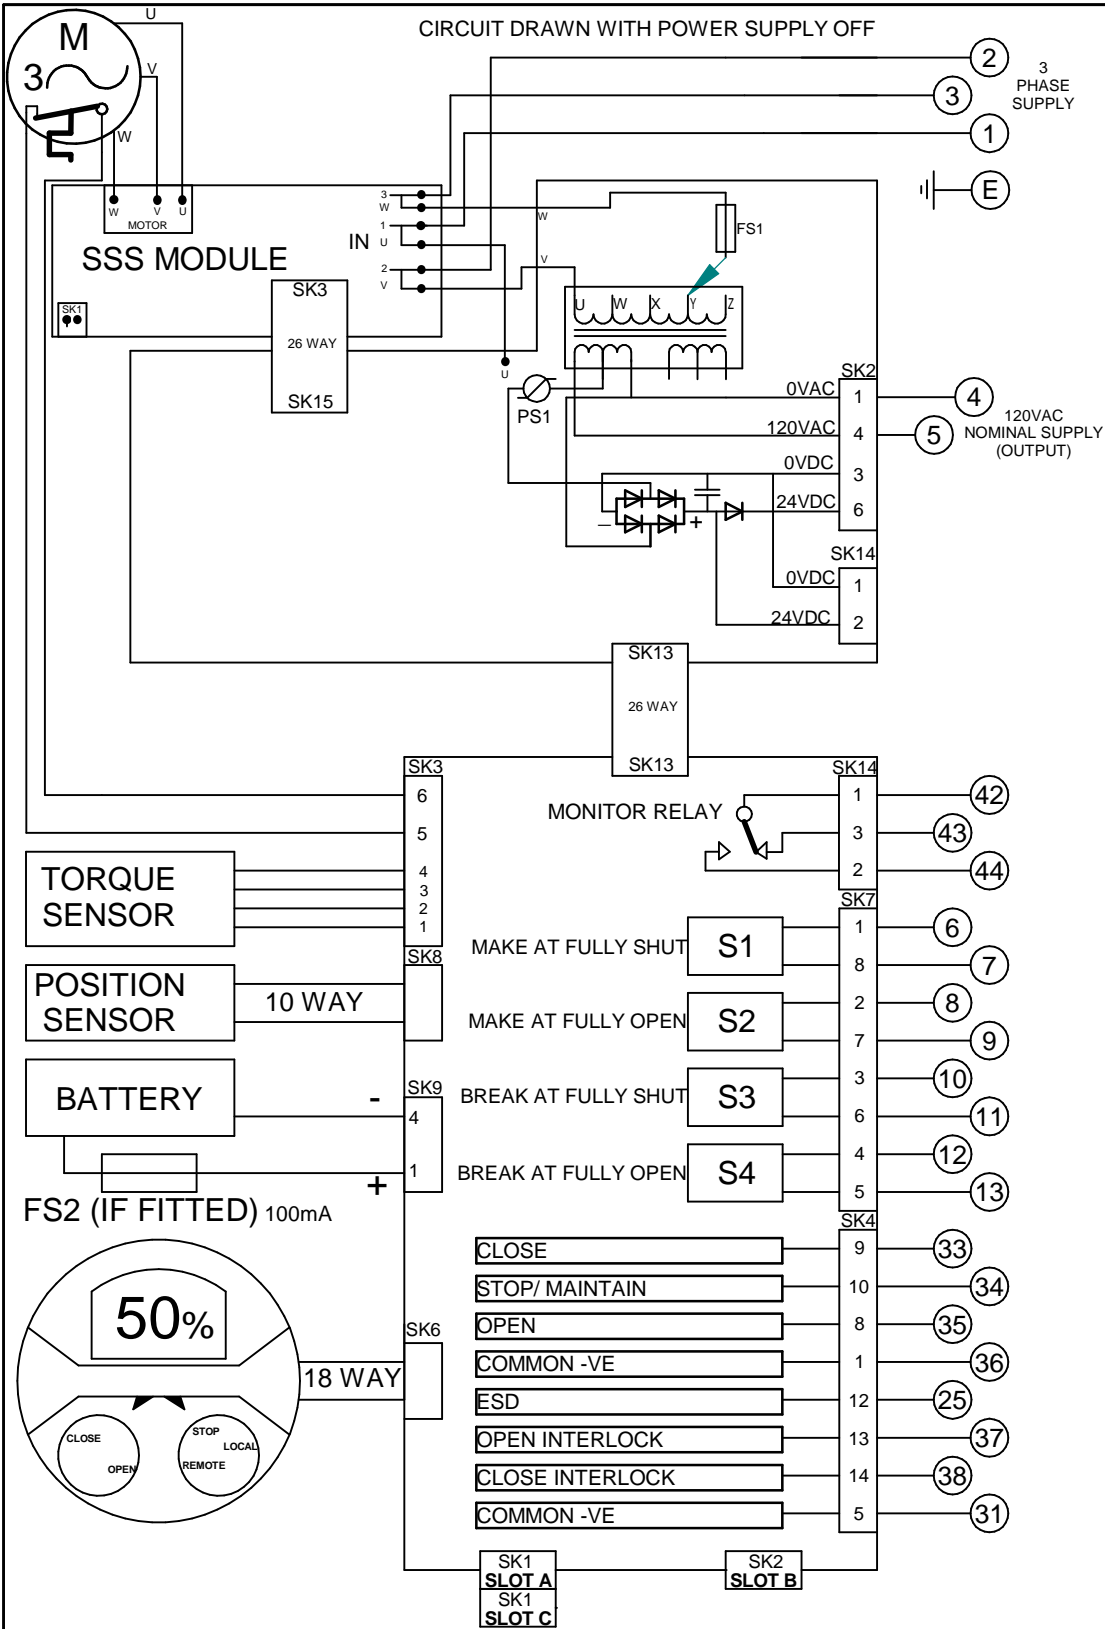 CIRCUIT DRAWN WITH POWER SUPPLY OFF
U
M
3
V
W
2
3
3
PHASE
SUPPLY
1
E
W V U
MOTOR
SSS MODULE
IN
3
W
1
U
2
V
W
V
FS1
SK1
SK3
26 WAY
SK15
U W X Y Z
U
PS1
SK2
0VAC 1 4
120VAC 4 5
120VAC
NOMINAL SUPPLY
(OUTPUT)
0VDC 3
24VDC 6
– +
SK14
0VDC 1
24VDC 2
SK13
26 WAY
SK13
SK3
6
5
4
3
2
1
TORQUE
SENSOR
SK14
MONITOR RELAY
1 42
3 43
2 44
SK7
MAKE AT FULLY SHUT S1
1 6
8 7
MAKE AT FULLY OPEN S2
2 8
7 9
BREAK AT FULLY SHUT S3
3 10
6 11
BREAK AT FULLY OPEN S4
4 12
5 13
SK8
POSITION
SENSOR
10 WAY
SK9
BATTERY
-
4
1
+
FS2 (IF FITTED) 100mA
SK4
CLOSE 9 33
STOP/ MAINTAIN 10 34
OPEN 8 35
COMMON -VE 1 36
ESD 12 25
OPEN INTERLOCK 13 37
CLOSE INTERLOCK 14 38
COMMON -VE 5 31
50%
SK6
18 WAY
CLOSE
OPEN
STOP
LOCAL
REMOTE
SK1
SLOT A
SK1
SLOT C
SK2
SLOT B